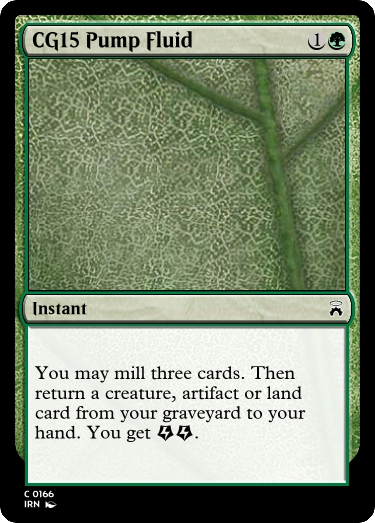 CG15 Pump Fluid 1
Instant
You may mill three cards. Then
return a creature, artifact or land
card from your graveyard to your
hand. You get .
C 0166
IRN